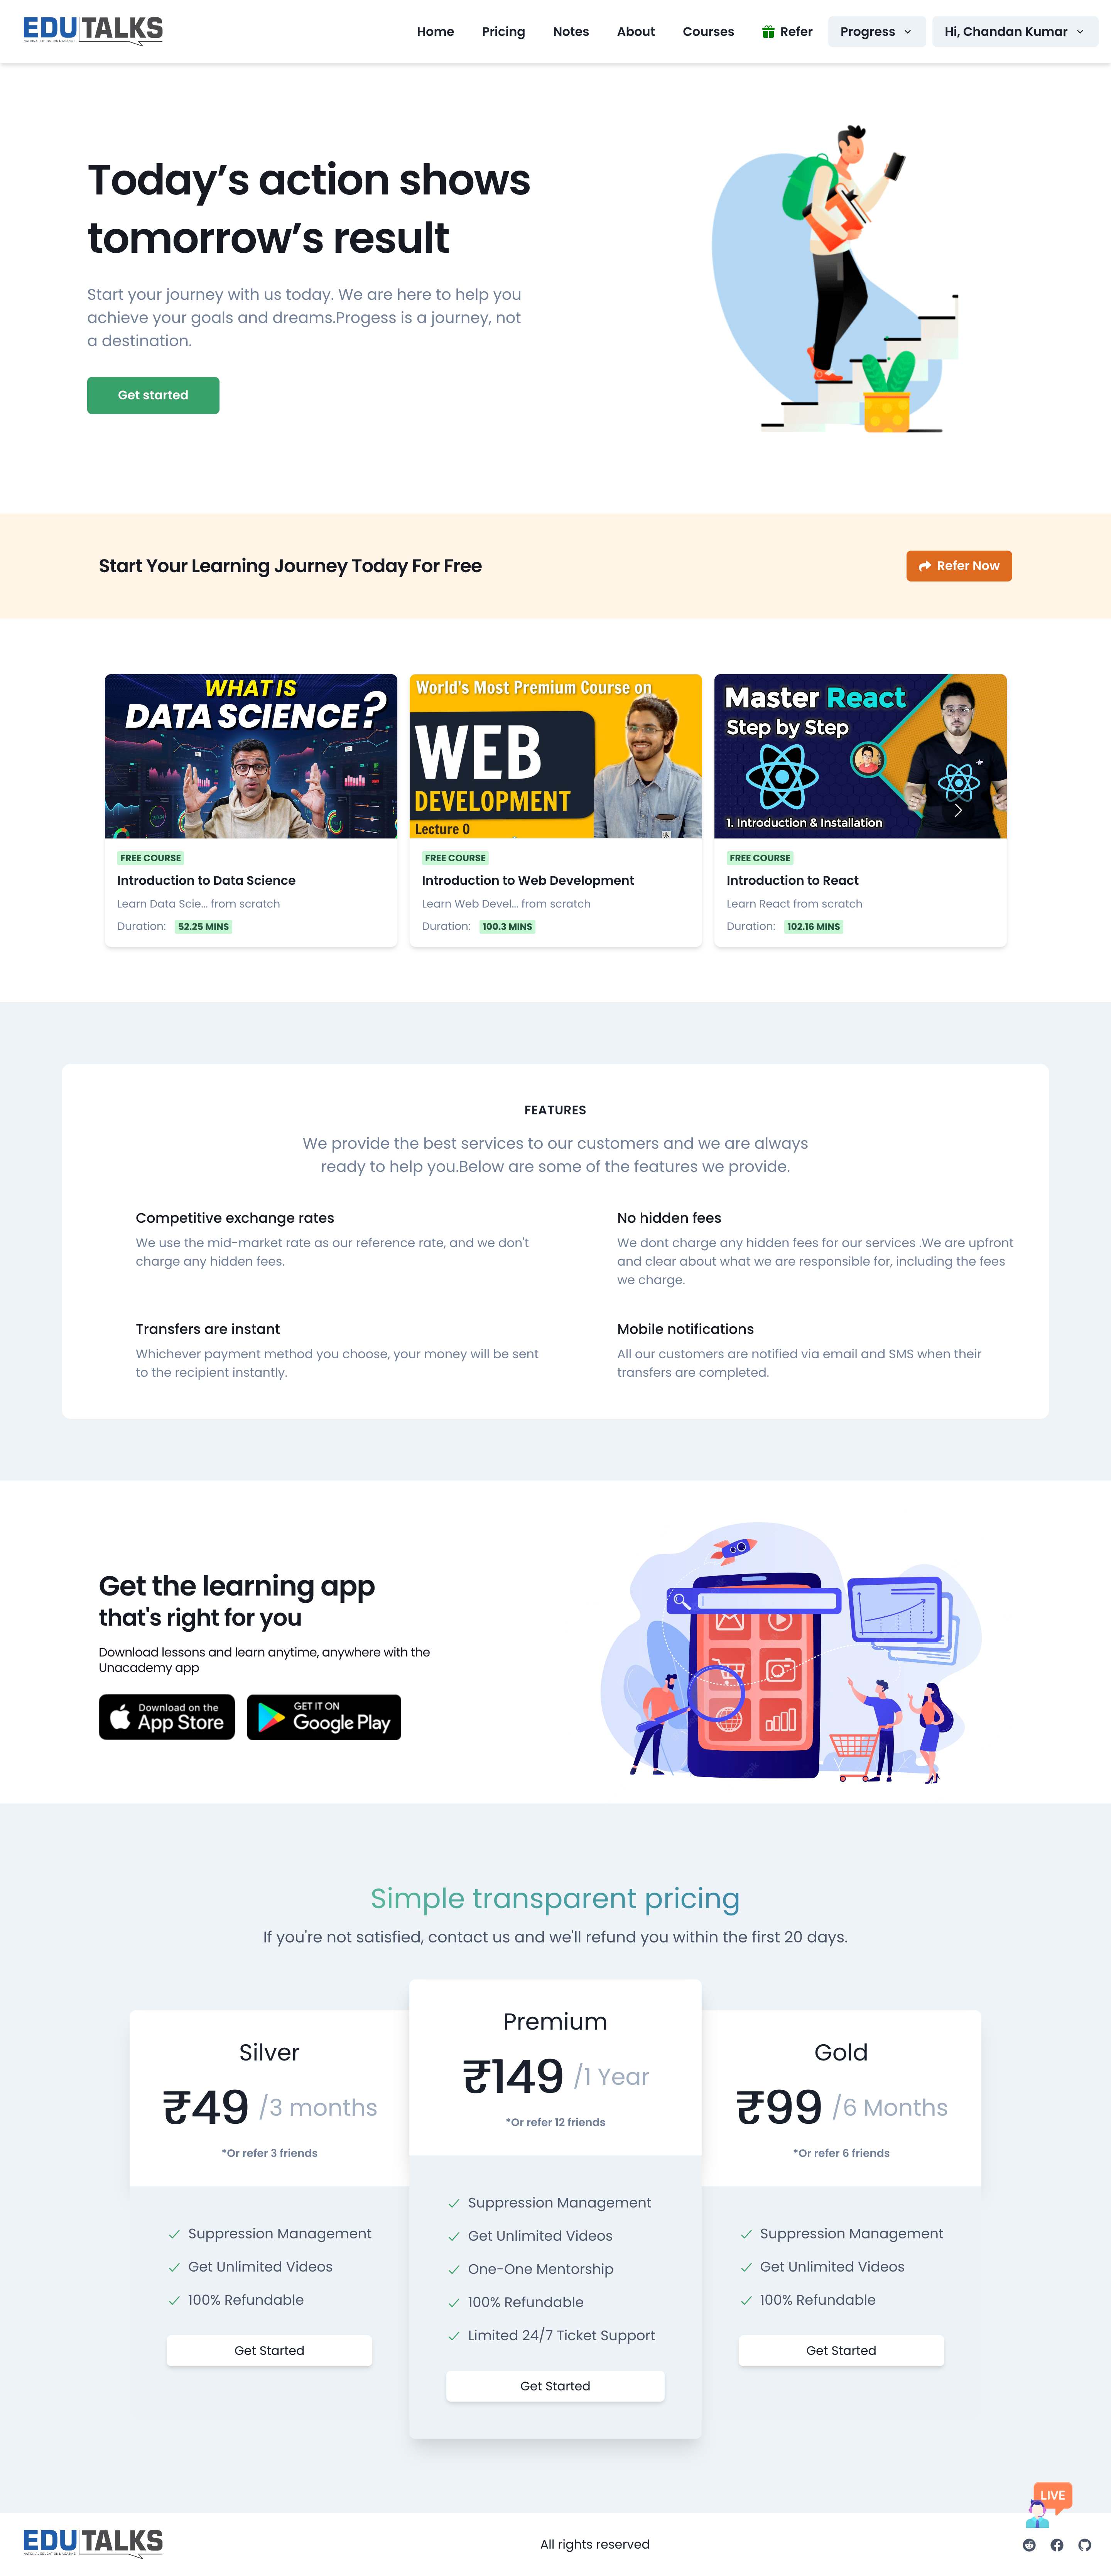 EDUTALKS
Home Pricing Notes About Courses Refer Progress Hi, Chandan Kumar
Today’s action shows
tomorrow’s result
Start your journey with us today. We are here to help you
achieve your goals and dreams.Progess is a journey, not
a destination.
Get started
Start Your Learning Journey Today For Free
Refer Now
WHAT IS
DATA SCIENCE?
World's Most Premium Course on
WEB
DEVELOPMENT
Lecture 0
Master React
Step by Step
1. Introduction & Installation
FREE COURSE
Introduction to Data Science
Learn Data Scie... from scratch
Duration: 52.25 MINS
FREE COURSE
Introduction to Web Development
Learn Web Devel... from scratch
Duration: 100.3 MINS
FREE COURSE
Introduction to React
Learn React from scratch
Duration: 102.16 MINS
FEATURES
We provide the best services to our customers and we are always
ready to help you.Below are some of the features we provide.
Competitive exchange rates
We use the mid-market rate as our reference rate, and we don't
charge any hidden fees.
No hidden fees
We dont charge any hidden fees for our services .We are upfront
and clear about what we are responsible for, including the fees
we charge.
Transfers are instant
Whichever payment method you choose, your money will be sent
to the recipient instantly.
Mobile notifications
All our customers are notified via email and SMS when their
transfers are completed.
Get the learning app
that's right for you
Download lessons and learn anytime, anywhere with the
Unacademy app
Download on the
App Store
GET IT ON
Google Play
Simple transparent pricing
If you're not satisfied, contact us and we'll refund you within the first 20 days.
Silver
₹49 /3 months
*Or refer 3 friends
Suppression Management
Get Unlimited Videos
100% Refundable
Get Started
Premium
₹149 /1 Year
*Or refer 12 friends
Suppression Management
Get Unlimited Videos
One-One Mentorship
100% Refundable
Limited 24/7 Ticket Support
Get Started
Gold
₹99 /6 Months
*Or refer 6 friends
Suppression Management
Get Unlimited Videos
100% Refundable
Get Started
LIVE
EDUTALKS
All rights reserved